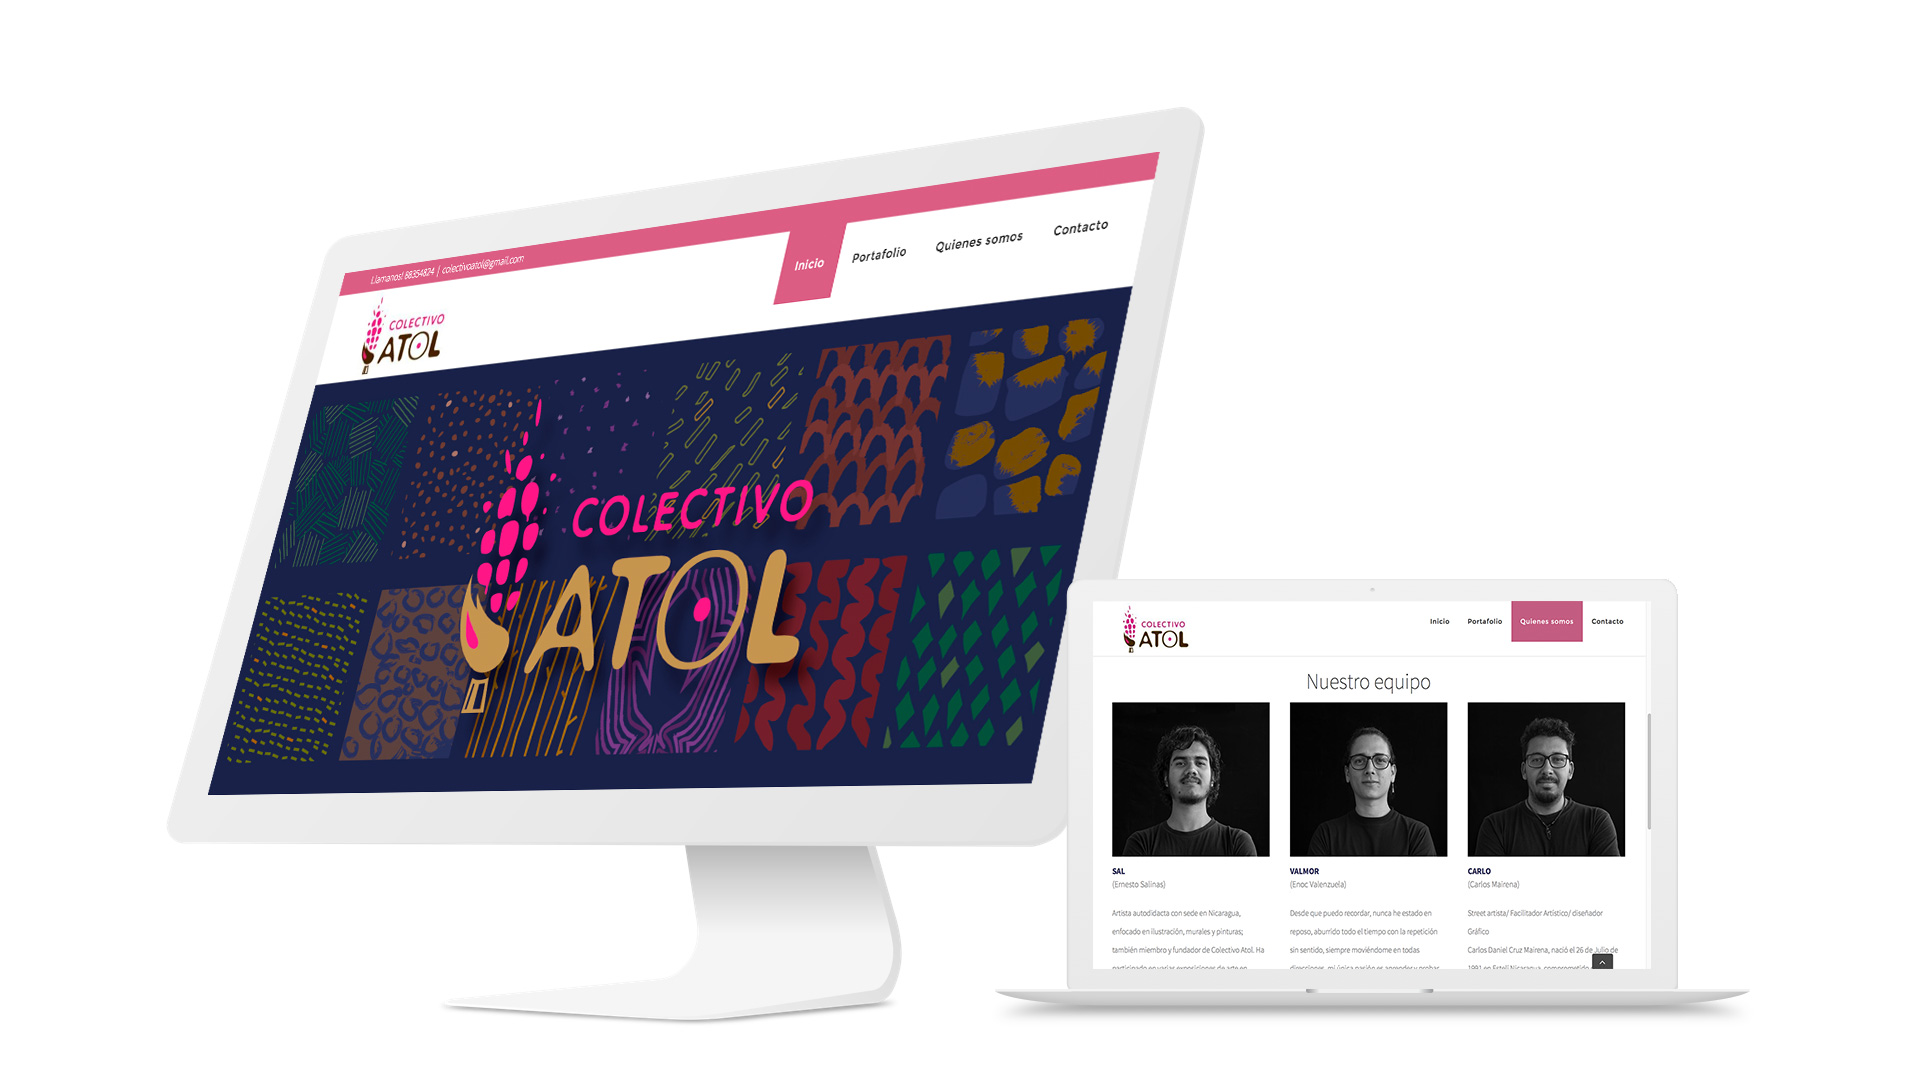 Llamanos! 88354824 | colectivoatol@gmail.com
Inicio
Portafolio
Quienes somos
Contacto
COLECTIVO
ATOL
COLECTIVO
ATOL
COLECTIVO
ATOL
Inicio
Portafolio
Quienes somos
Contacto
Nuestro equipo
SAL
(Ernesto Salinas)
Artista autodidacta con sede en Nicaragua,
enfocado en ilustración, murales y pinturas;
también miembro y fundador de Colectivo Atol. Ha
participado en varias exposiciones de arte en
VALMOR
(Enoc Valenzuela)
Desde que puedo recordar, nunca he estado en
reposo, aburrido todo el tiempo con la repetición
sin sentido, siempre moviéndome en todas
direcciones, mi única pasión es aprender y probar
CARLO
(Carlos Mairena)
Street artista/ Facilitador Artístico/ diseñador
Gráfico
Carlos Daniel Cruz Mairena, nació el 26 de Julio de
1991 en Estelí Nicaragua, comprometido